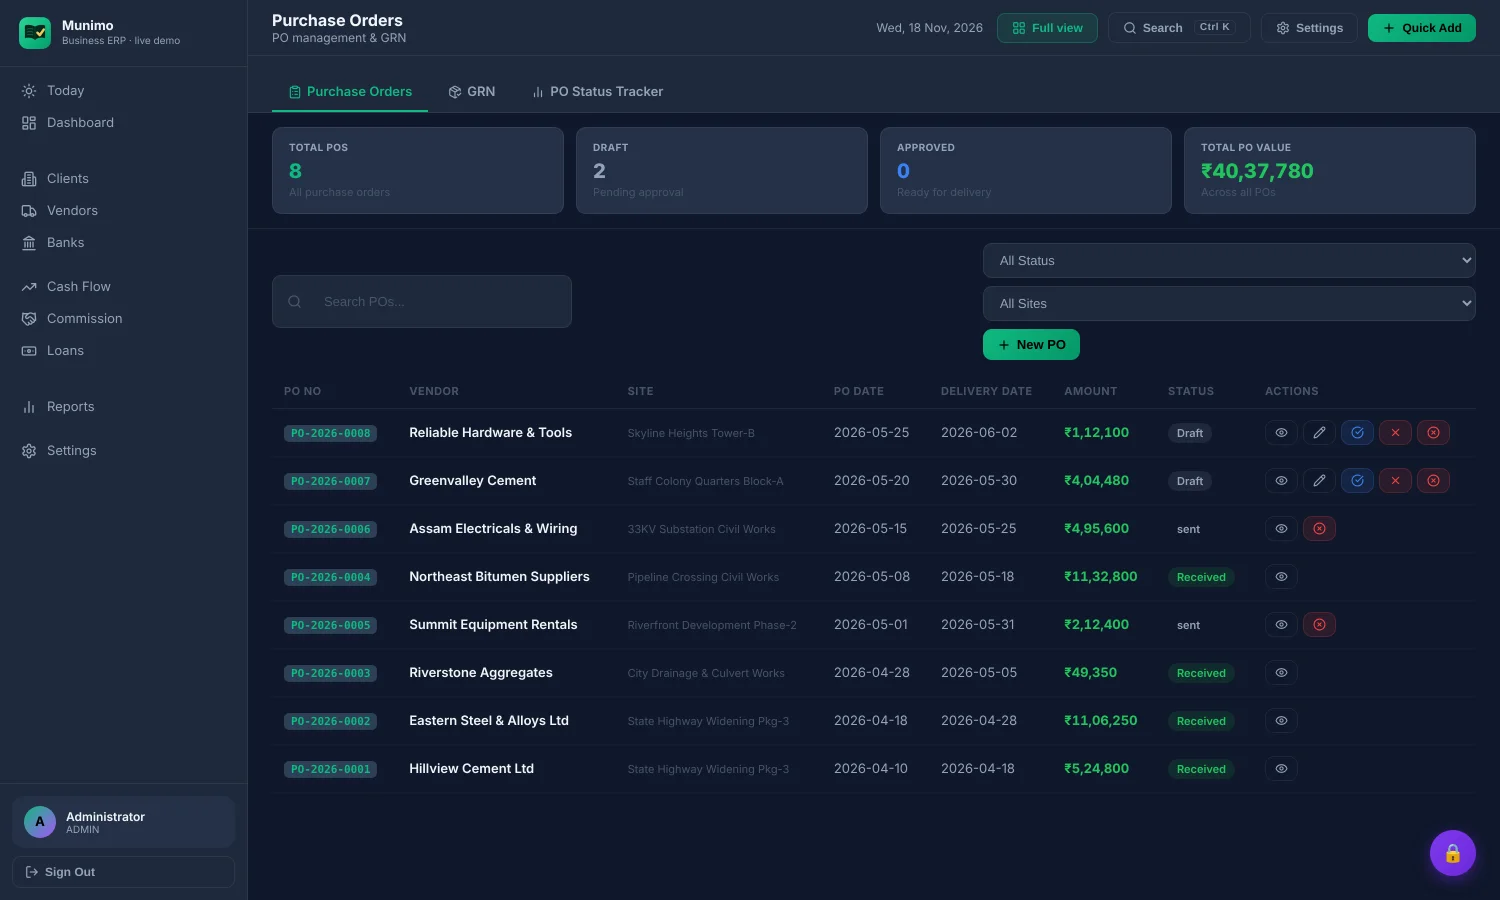 Munimo
Business ERP · live demo
Today
Dashboard
Clients
Vendors
Banks
Cash Flow
Commission
Loans
Reports
Settings
A
Administrator
ADMIN
Sign Out
Purchase Orders
PO management & GRN
Wed, 18 Nov, 2026
Full view
Search Ctrl K
Settings
Quick Add
Purchase Orders
GRN
PO Status Tracker
TOTAL POS
8
All purchase orders
DRAFT
2
Pending approval
APPROVED
0
Ready for delivery
TOTAL PO VALUE
₹40,37,780
Across all POs
Search POs...
All Status
All Sites
New PO
PO NO VENDOR SITE PO DATE DELIVERY DATE AMOUNT STATUS ACTIONS
PO-2026-0008 Reliable Hardware & Tools Skyline Heights Tower-B 2026-05-25 2026-06-02 ₹1,12,100 Draft
PO-2026-0007 Greenvalley Cement Staff Colony Quarters Block-A 2026-05-20 2026-05-30 ₹4,04,480 Draft
PO-2026-0006 Assam Electricals & Wiring 33KV Substation Civil Works 2026-05-15 2026-05-25 ₹4,95,600 sent
PO-2026-0004 Northeast Bitumen Suppliers Pipeline Crossing Civil Works 2026-05-08 2026-05-18 ₹11,32,800 Received
PO-2026-0005 Summit Equipment Rentals Riverfront Development Phase-2 2026-05-01 2026-05-31 ₹2,12,400 sent
PO-2026-0003 Riverstone Aggregates City Drainage & Culvert Works 2026-04-28 2026-05-05 ₹49,350 Received
PO-2026-0002 Eastern Steel & Alloys Ltd State Highway Widening Pkg-3 2026-04-18 2026-04-28 ₹11,06,250 Received
PO-2026-0001 Hillview Cement Ltd State Highway Widening Pkg-3 2026-04-10 2026-04-18 ₹5,24,800 Received